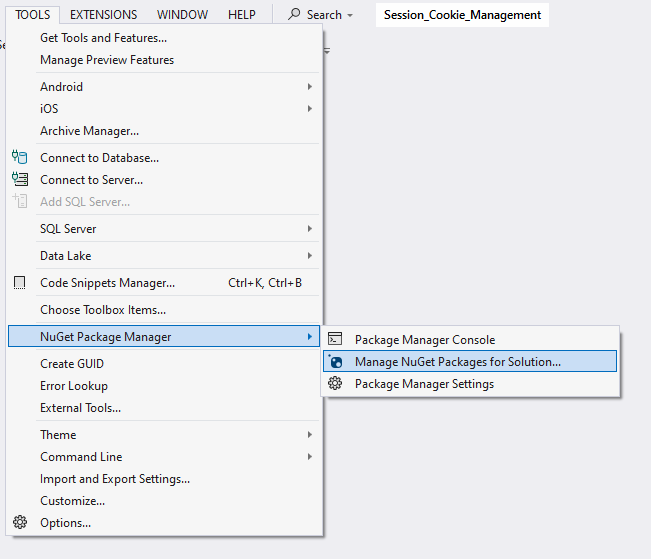 TOOLS EXTENSIONS WINDOW HELP Search Session_Cookie_Management
Get Tools and Features...
Manage Preview Features
Android
iOS
Archive Manager...
Connect to Database...
Connect to Server...
Add SQL Server...
SQL Server
Data Lake
Code Snippets Manager... Ctrl+K, Ctrl+B
Choose Toolbox Items...
NuGet Package Manager
Package Manager Console
Manage NuGet Packages for Solution...
Package Manager Settings
Create GUID
Error Lookup
External Tools...
Theme
Command Line
Import and Export Settings...
Customize...
Options...